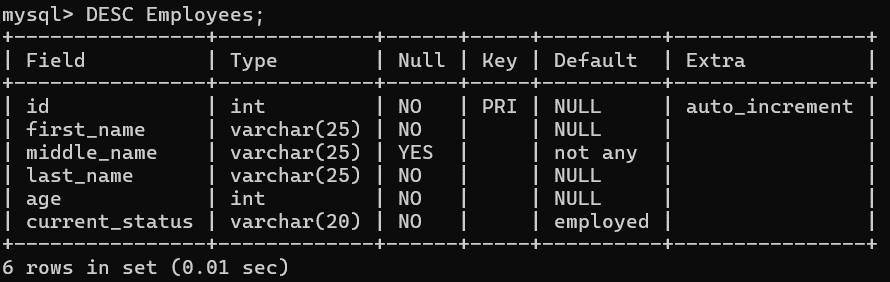 mysql> DESC Employees;
+----------------+-------------+------+-----+----------+----------------+
| Field          | Type        | Null | Key | Default  | Extra          |
+----------------+-------------+------+-----+----------+----------------+
| id             | int         | NO   | PRI | NULL     | auto_increment |
| first_name     | varchar(25) | NO   |     | NULL     |                |
| middle_name    | varchar(25) | YES  |     | not any  |                |
| last_name      | varchar(25) | NO   |     | NULL     |                |
| age            | int         | NO   |     | NULL     |                |
| current_status | varchar(20) | NO   |     | employed |                |
+----------------+-------------+------+-----+----------+----------------+
6 rows in set (0.01 sec)